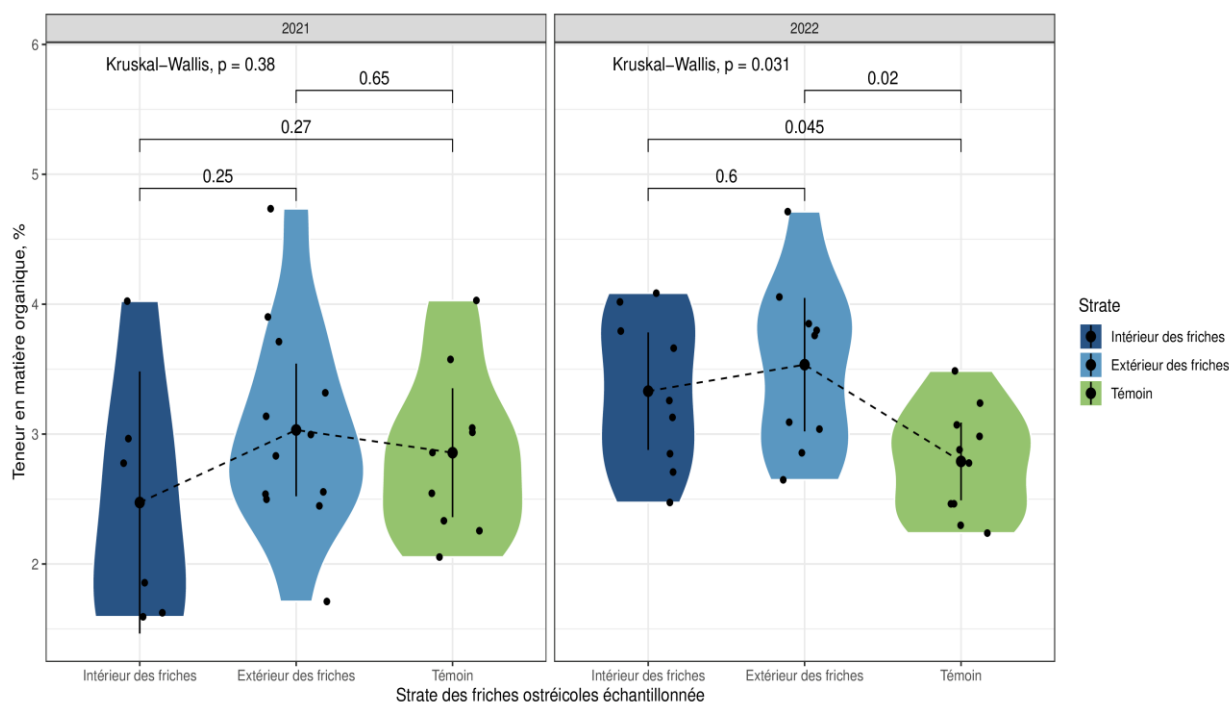 2021
2022
6
5
4
3
2
Teneur en matière organique, %
Kruskal−Wallis, p = 0.38
0.65
0.27
0.25
Kruskal−Wallis, p = 0.031
0.02
0.045
0.6
Intérieur des friches
Extérieur des friches
Témoin
Intérieur des friches
Extérieur des friches
Témoin
Strate des friches ostréicoles échantillonnée
Strate
Intérieur des friches
Extérieur des friches
Témoin